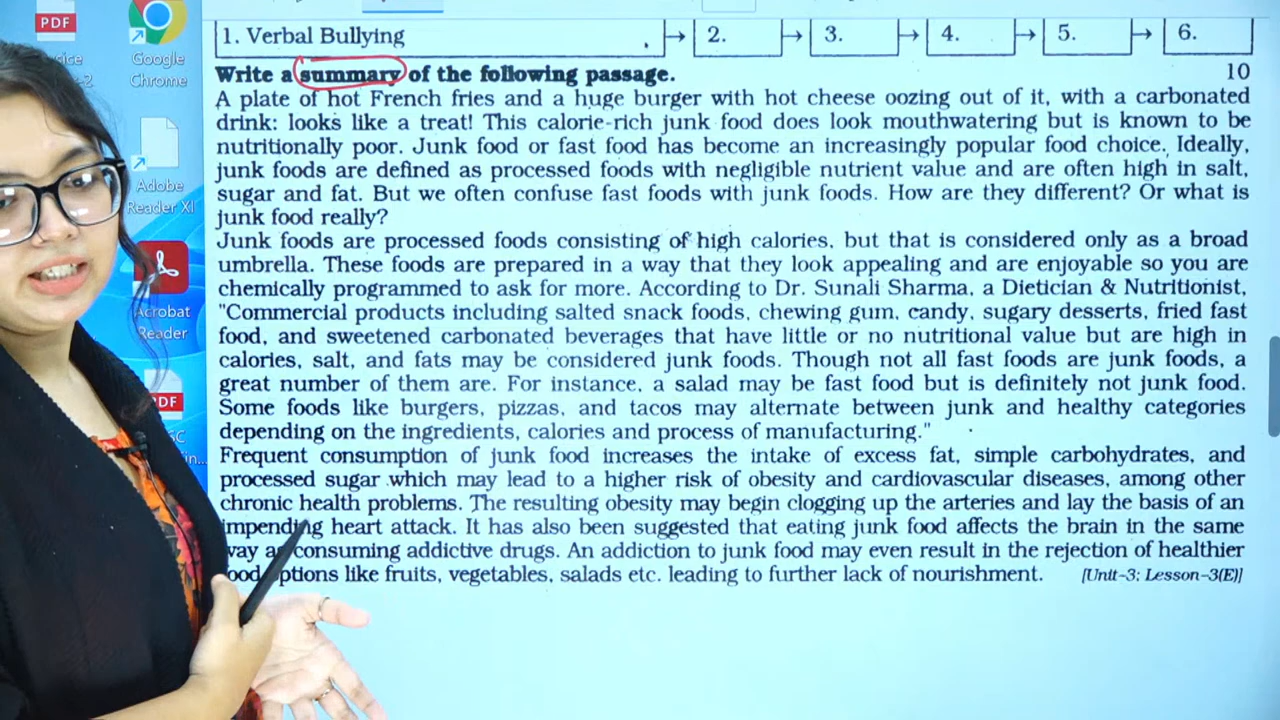 PDF
Google
Chrome
Adobe
Reader XI
Acrobat
Reader
1. Verbal Bullying → 2. → 3. → 4. → 5. → 6.
Write a summary of the following passage. 10
A plate of hot French fries and a huge burger with hot cheese oozing out of it, with a carbonated
drink: looks like a treat! This calorie-rich junk food does look mouthwatering but is known to be
nutritionally poor. Junk food or fast food has become an increasingly popular food choice. Ideally,
junk foods are defined as processed foods with negligible nutrient value and are often high in salt,
sugar and fat. But we often confuse fast foods with junk foods. How are they different? Or what is
junk food really?
Junk foods are processed foods consisting of high calories, but that is considered only as a broad
umbrella. These foods are prepared in a way that they look appealing and are enjoyable so you are
chemically programmed to ask for more. According to Dr. Sunali Sharma, a Dietician & Nutritionist,
"Commercial products including salted snack foods, chewing gum, candy, sugary desserts, fried fast
food, and sweetened carbonated beverages that have little or no nutritional value but are high in
calories, salt, and fats may be considered junk foods. Though not all fast foods are junk foods, a
great number of them are. For instance, a salad may be fast food but is definitely not junk food.
Some foods like burgers, pizzas, and tacos may alternate between junk and healthy categories
depending on the ingredients, calories and process of manufacturing."
Frequent consumption of junk food increases the intake of excess fat, simple carbohydrates, and
processed sugar which may lead to a higher risk of obesity and cardiovascular diseases, among other
chronic health problems. The resulting obesity may begin clogging up the arteries and lay the basis of an
impending heart attack. It has also been suggested that eating junk food affects the brain in the same
way as consuming addictive drugs. An addiction to junk food may even result in the rejection of healthier
food options like fruits, vegetables, salads etc. leading to further lack of nourishment. [Unit-3; Lesson-3(E)]